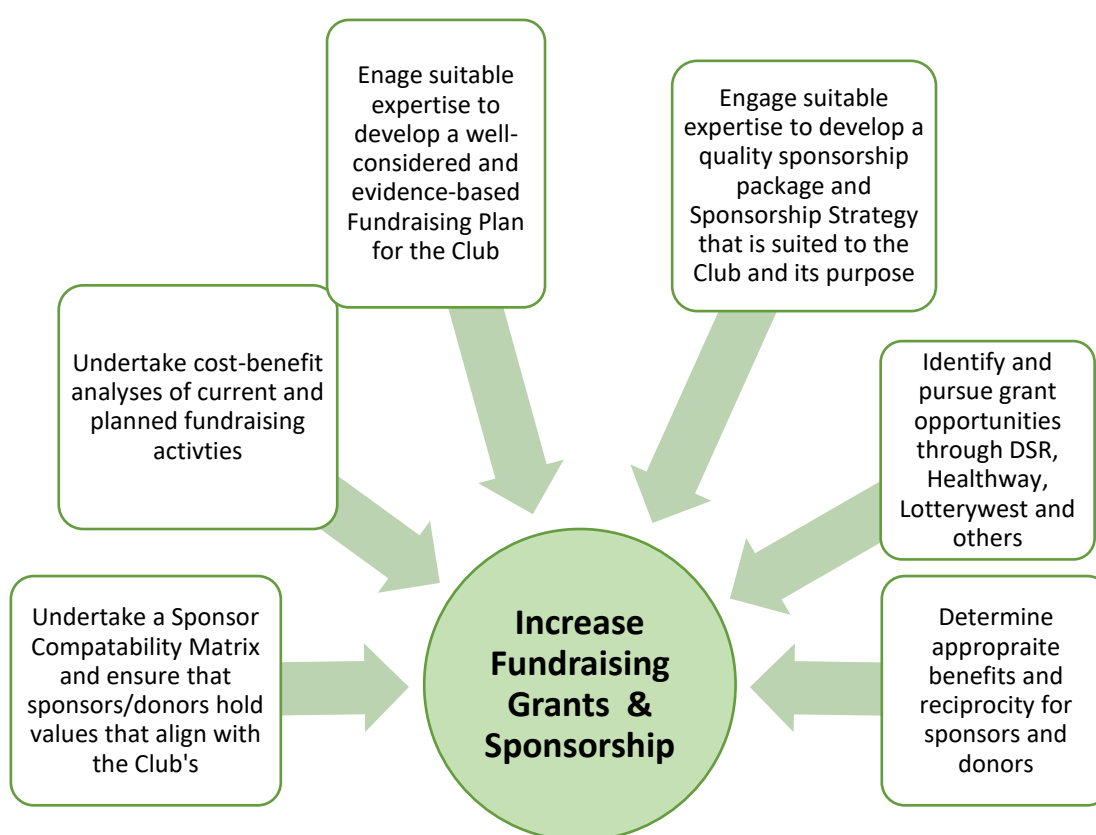 Enage suitable
expertise to
develop a well-
considered and
evidence-based
Fundraising Plan
for the Club
Engage suitable
expertise to develop a
quality sponsorship
package and
Sponsorship Strategy
that is suited to the
Club and its purpose
Undertake cost-benefit
analyses of current and
planned fundraising
activties
Identify and
pursue grant
opportunities
through DSR,
Healthway,
Lotterywest and
others
Undertake a Sponsor
Compatability Matrix
and ensure that
sponsors/donors hold
values that align with
the Club's
Increase
Fundraising
Grants & 
Sponsorship
Determine
appropraite
benefits and
reciprocity for
sponsors and
donors